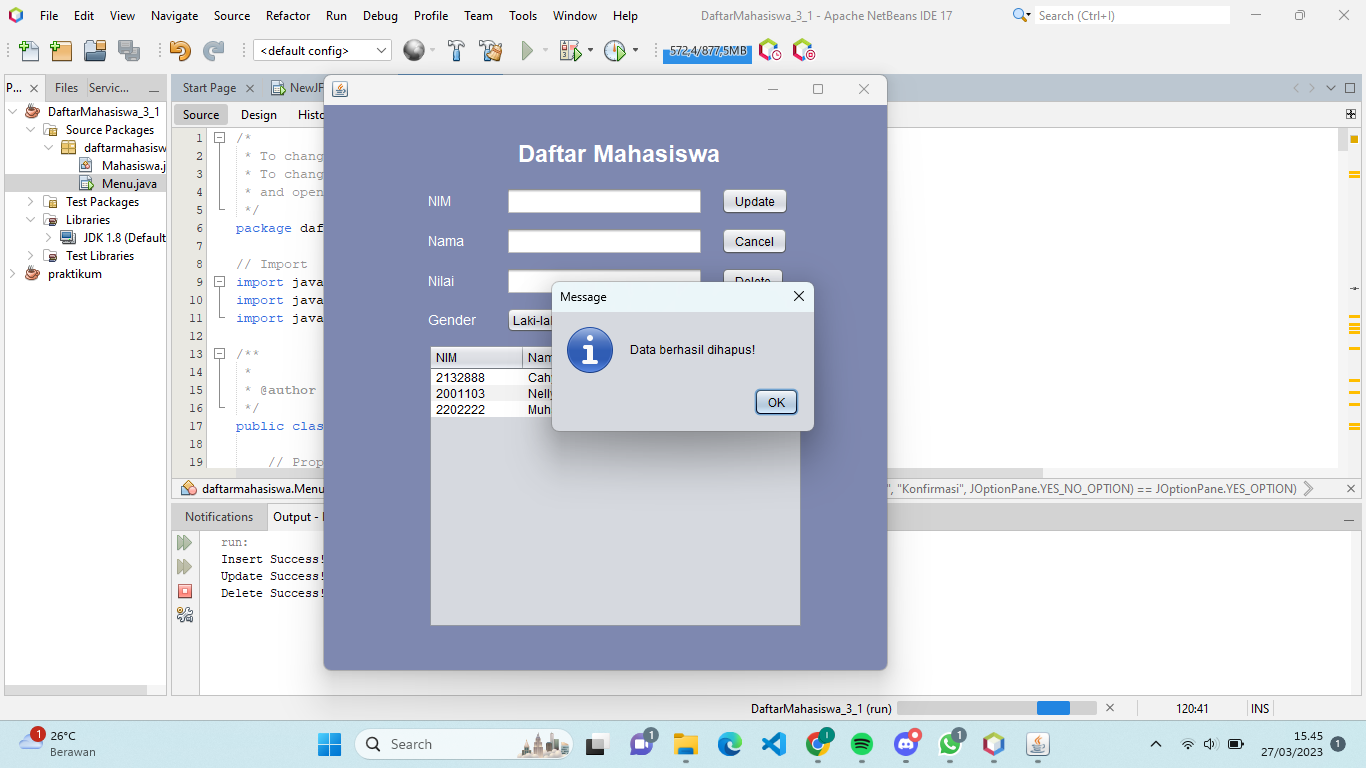 File Edit View Navigate Source Refactor Run Debug Profile Team Tools Window Help
DaftarMahasiswa_3_1 - Apache NetBeans IDE 17
Search (Ctrl+I)
<default config>
572,4/877,5MB
P... Files Servic...
DaftarMahasiswa_3_1
Source Packages
daftarmahasisw
Mahasiswa.j
Menu.java
Test Packages
Libraries
JDK 1.8 (Default
Test Libraries
praktikum
Start Page NewJF
Source Design Histo
1 /*
2 * To chang
3 * To chang
4 * and open
5 */
6 package daf
7
8 // Import
9 import java
10 import java
11 import java
12
13 /**
14 *
15 * @author
16 */
17 public clas
18
19 // Prop
daftarmahasiswa.Menu
", "Konfirmasi", JOptionPane.YES_NO_OPTION) == JOptionPane.YES_OPTION)
Daftar Mahasiswa
NIM Update
Nama Cancel
Nilai Delete
Gender Laki-la
NIM Nam
2132888 Cah
2001103 Nelly
2202222 Muh
Message
Data berhasil dihapus!
OK
Notifications Output -
run:
Insert Success!
Update Success!
Delete Success!
DaftarMahasiswa_3_1 (run)
120:41 INS
1
26°C
Berawan
Search
1
1
1
15.45
27/03/2023
1